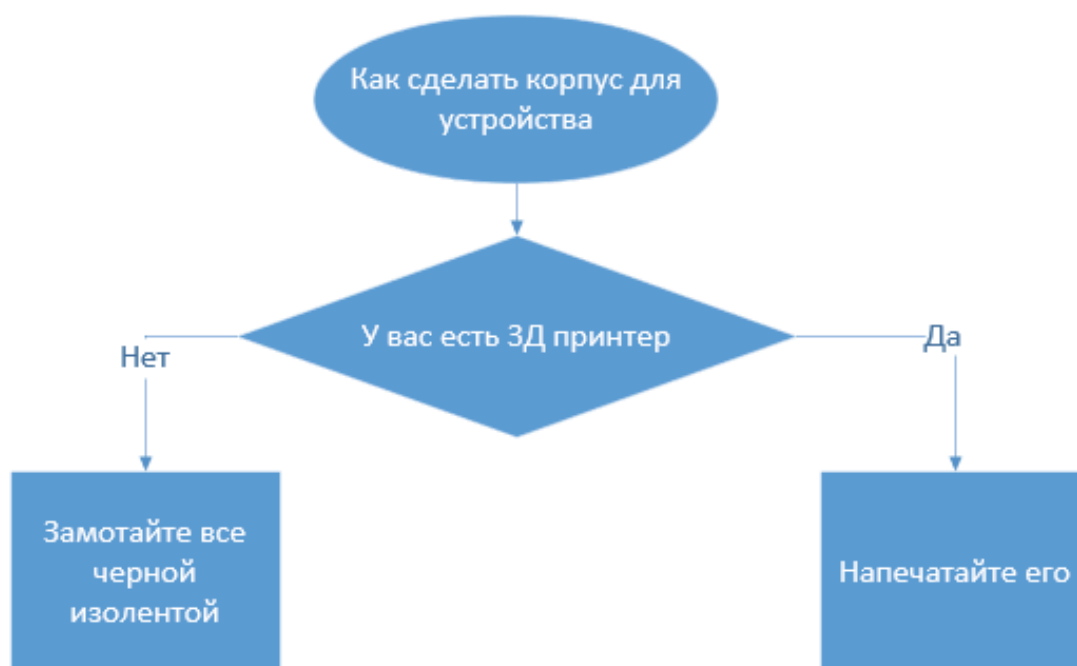 Как сделать корпус для
устройства
У вас есть 3Д принтер
Нет
Да
Замотайте все
черной
изолентой
Напечатайте его